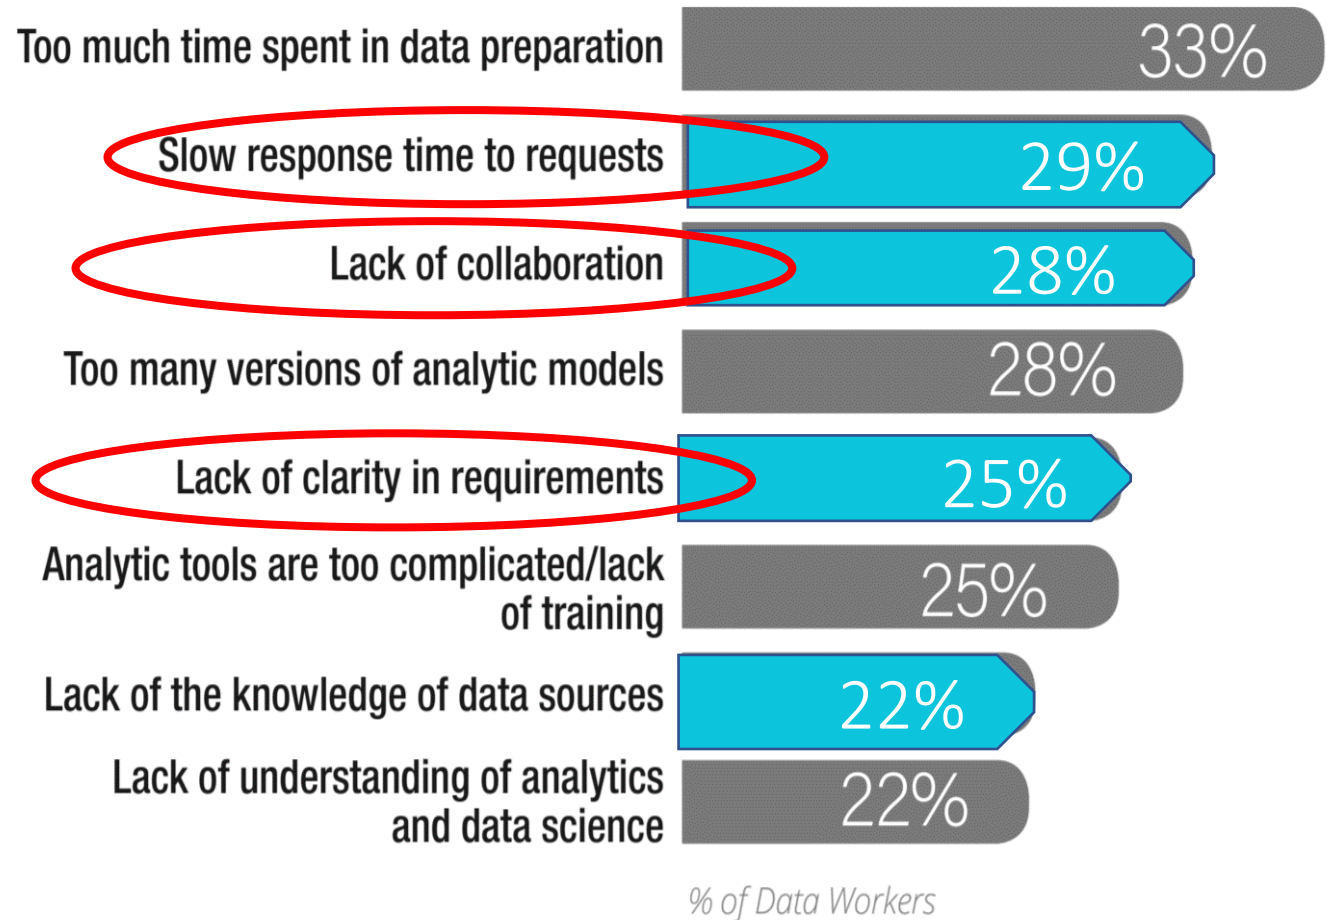 Too much time spent in data preparation
33%
Slow response time to requests
29%
Lack of collaboration
28%
Too many versions of analytic models
28%
Lack of clarity in requirements
25%
Analytic tools are too complicated/lack
of training
25%
Lack of the knowledge of data sources
22%
Lack of understanding of analytics
and data science
22%
% of Data Workers